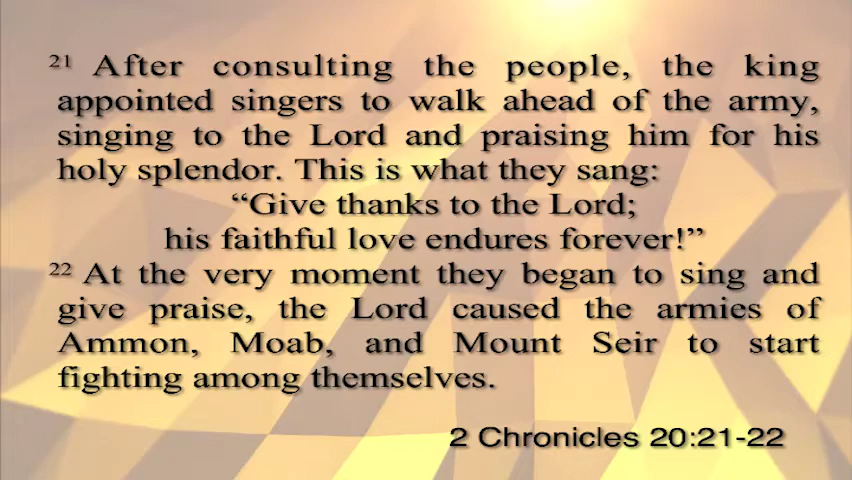 21 After consulting the people, the king
appointed singers to walk ahead of the army,
singing to the Lord and praising him for his
holy splendor. This is what they sang:
“Give thanks to the Lord;
his faithful love endures forever!”
22 At the very moment they began to sing and
give praise, the Lord caused the armies of
Ammon, Moab, and Mount Seir to start
fighting among themselves.
2 Chronicles 20:21-22